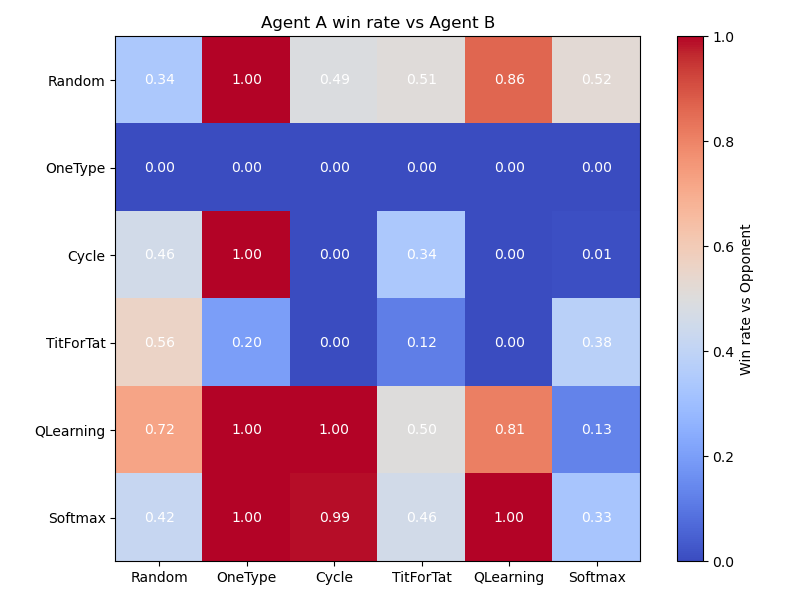 Agent A win rate vs Agent B
Random 0.34 1.00 0.49 0.51 0.86 0.52
OneType 0.00 0.00 0.00 0.00 0.00 0.00
Cycle 0.46 1.00 0.00 0.34 0.00 0.01
TitForTat 0.56 0.20 0.00 0.12 0.00 0.38
QLearning 0.72 1.00 1.00 0.50 0.81 0.13
Softmax 0.42 1.00 0.99 0.46 1.00 0.33
Random OneType Cycle TitForTat QLearning Softmax
1.0
0.8
0.6
0.4
0.2
0.0
Win rate vs Opponent